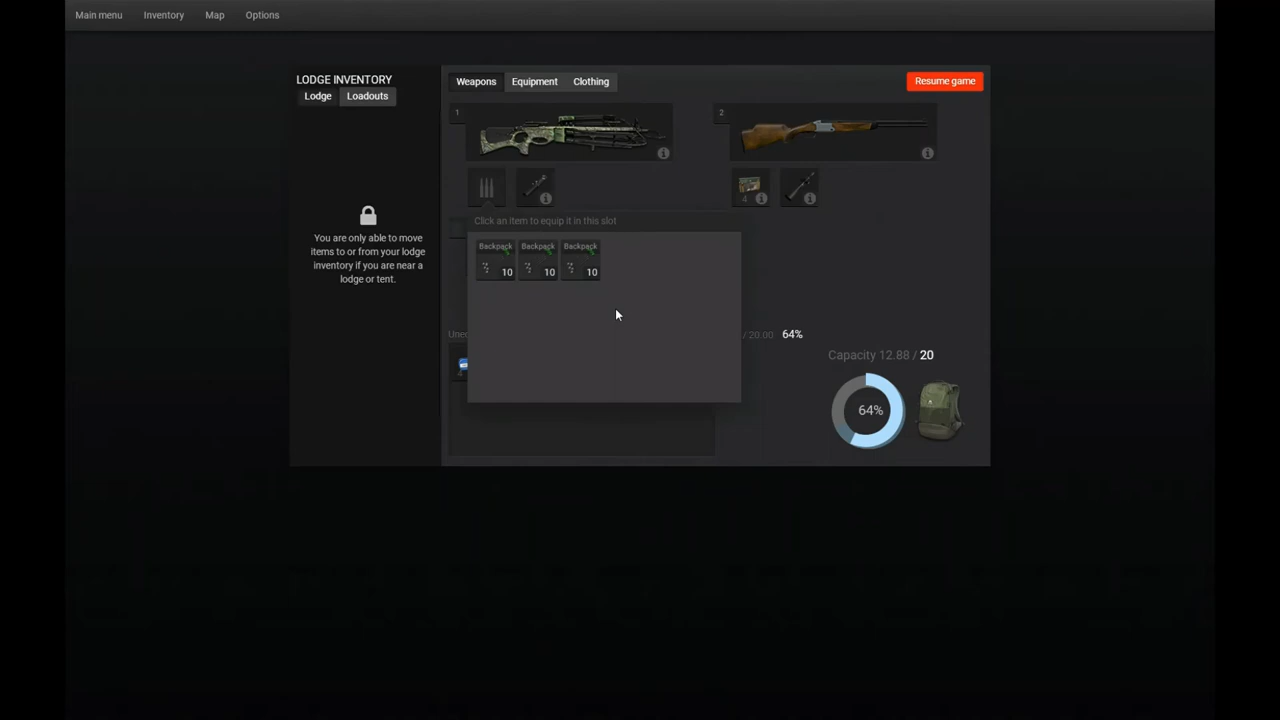 Main menu Inventory Map Options
LODGE INVENTORY
Lodge Loadouts
Weapons Equipment Clothing
Resume game
1
2
4
You are only able to move
items to or from your lodge
inventory if you are near a
lodge or tent.
Click an item to equip it in this slot
Backpack Backpack Backpack
10 10 10
/ 20.00 64%
Capacity 12.88 / 20
64%